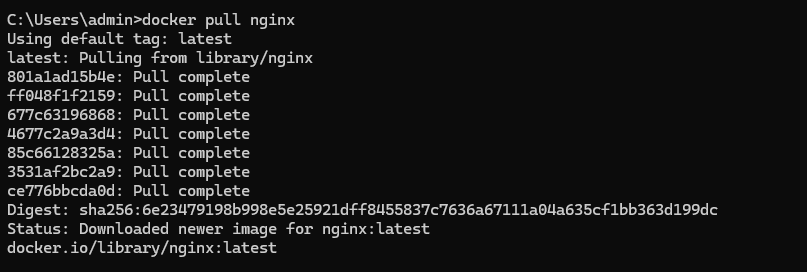 C:\Users\admin>docker pull nginx
Using default tag: latest
latest: Pulling from library/nginx
801a1ad15b4e: Pull complete
ff048f1f2159: Pull complete
677c63196868: Pull complete
4677c2a9a3d4: Pull complete
85c66128325a: Pull complete
3531af2bc2a9: Pull complete
ce776bbcda0d: Pull complete
Digest: sha256:6e23479198b998e5e25921dff8455837c7636a67111a04a635cf1bb363d199dc
Status: Downloaded newer image for nginx:latest
docker.io/library/nginx:latest